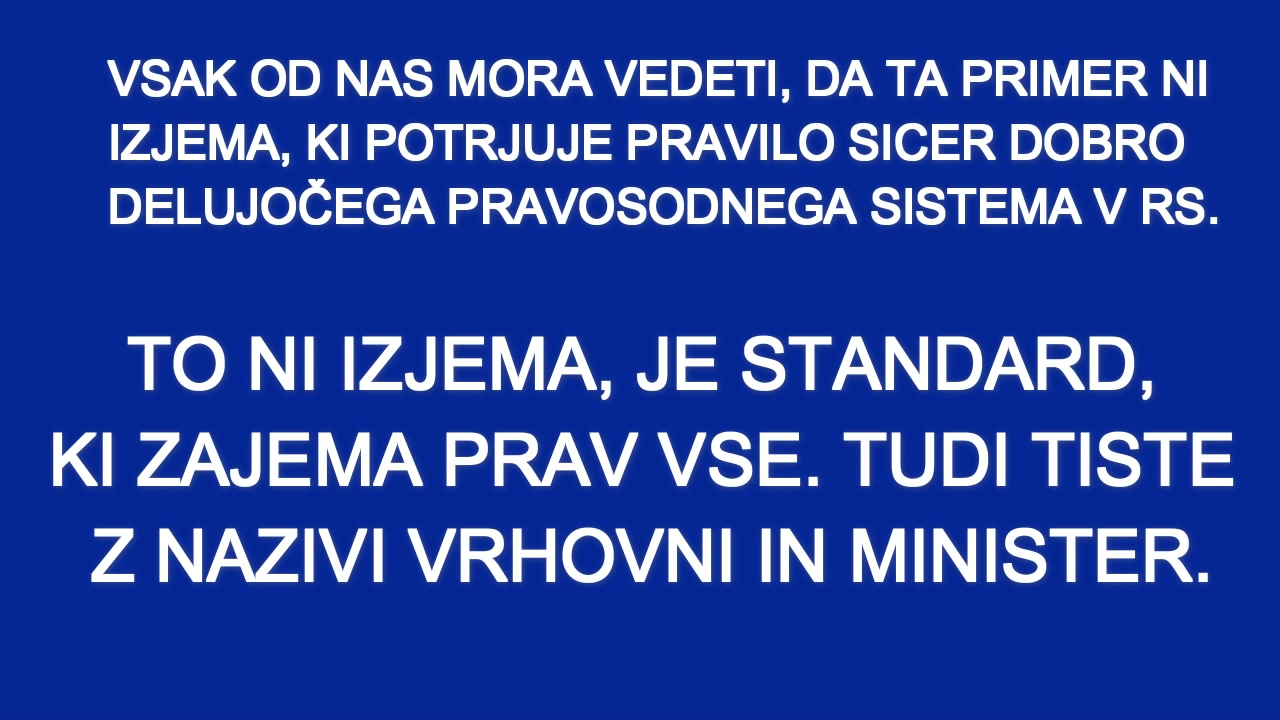 VSAK OD NAS MORA VEDETI, DA TA PRIMER NI
IZJEMA, KI POTRJUJE PRAVILO SICER DOBRO
DELUJOČEGA PRAVOSODNEGA SISTEMA V RS.
TO NI IZJEMA, JE STANDARD,
KI ZAJEMA PRAV VSE. TUDI TISTE
Z NAZIVI VRHOVNI IN MINISTER.